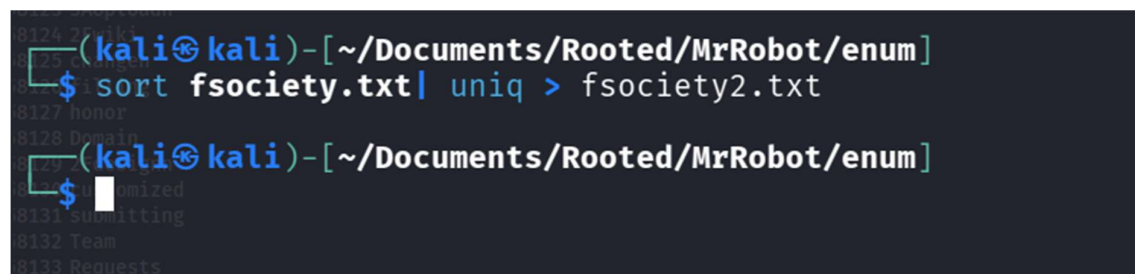 ┌──(kali㉿kali)-[~/Documents/Rooted/MrRobot/enum]
└─$ sort fsociety.txt| uniq > fsociety2.txt
8127 honor
8128 Domain
┌──(kali㉿kali)-[~/Documents/Rooted/MrRobot/enum]
└─$
8131 submitting
8132 Team
8133 Requests